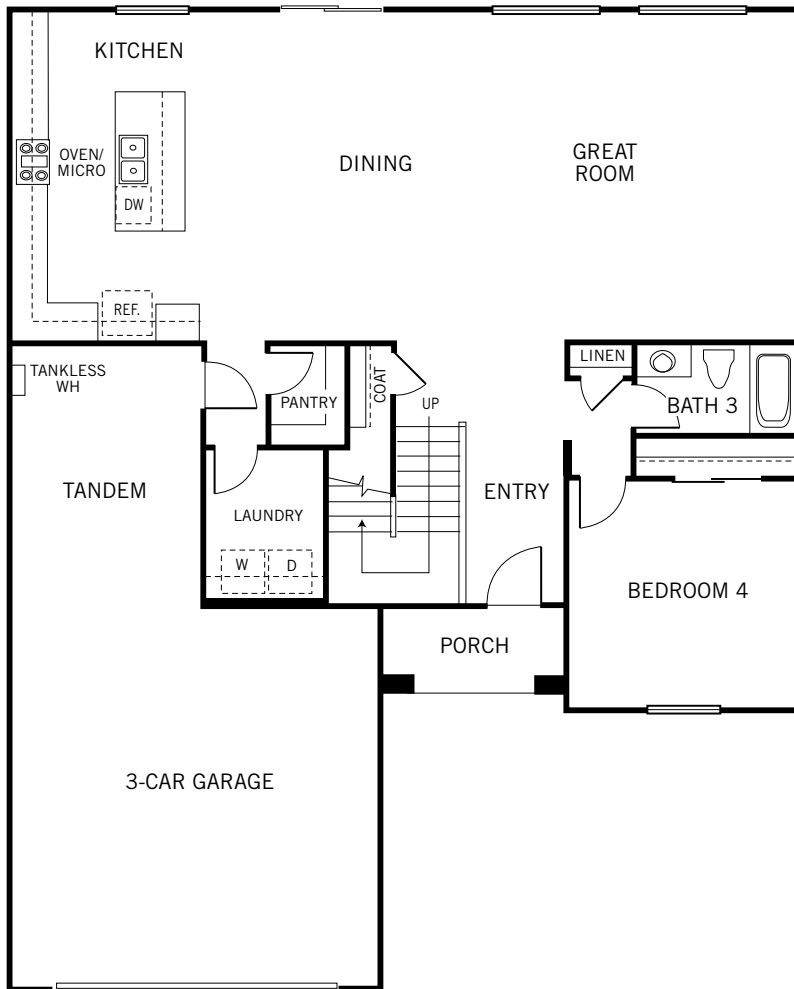 KITCHEN
OVEN/
MICRO
DW
REF.
DINING
GREAT
ROOM
TANKLESS
WH
PANTRY
COAT
UP
LINEN
BATH 3
TANDEM
LAUNDRY
W
D
ENTRY
BEDROOM 4
PORCH
3-CAR GARAGE